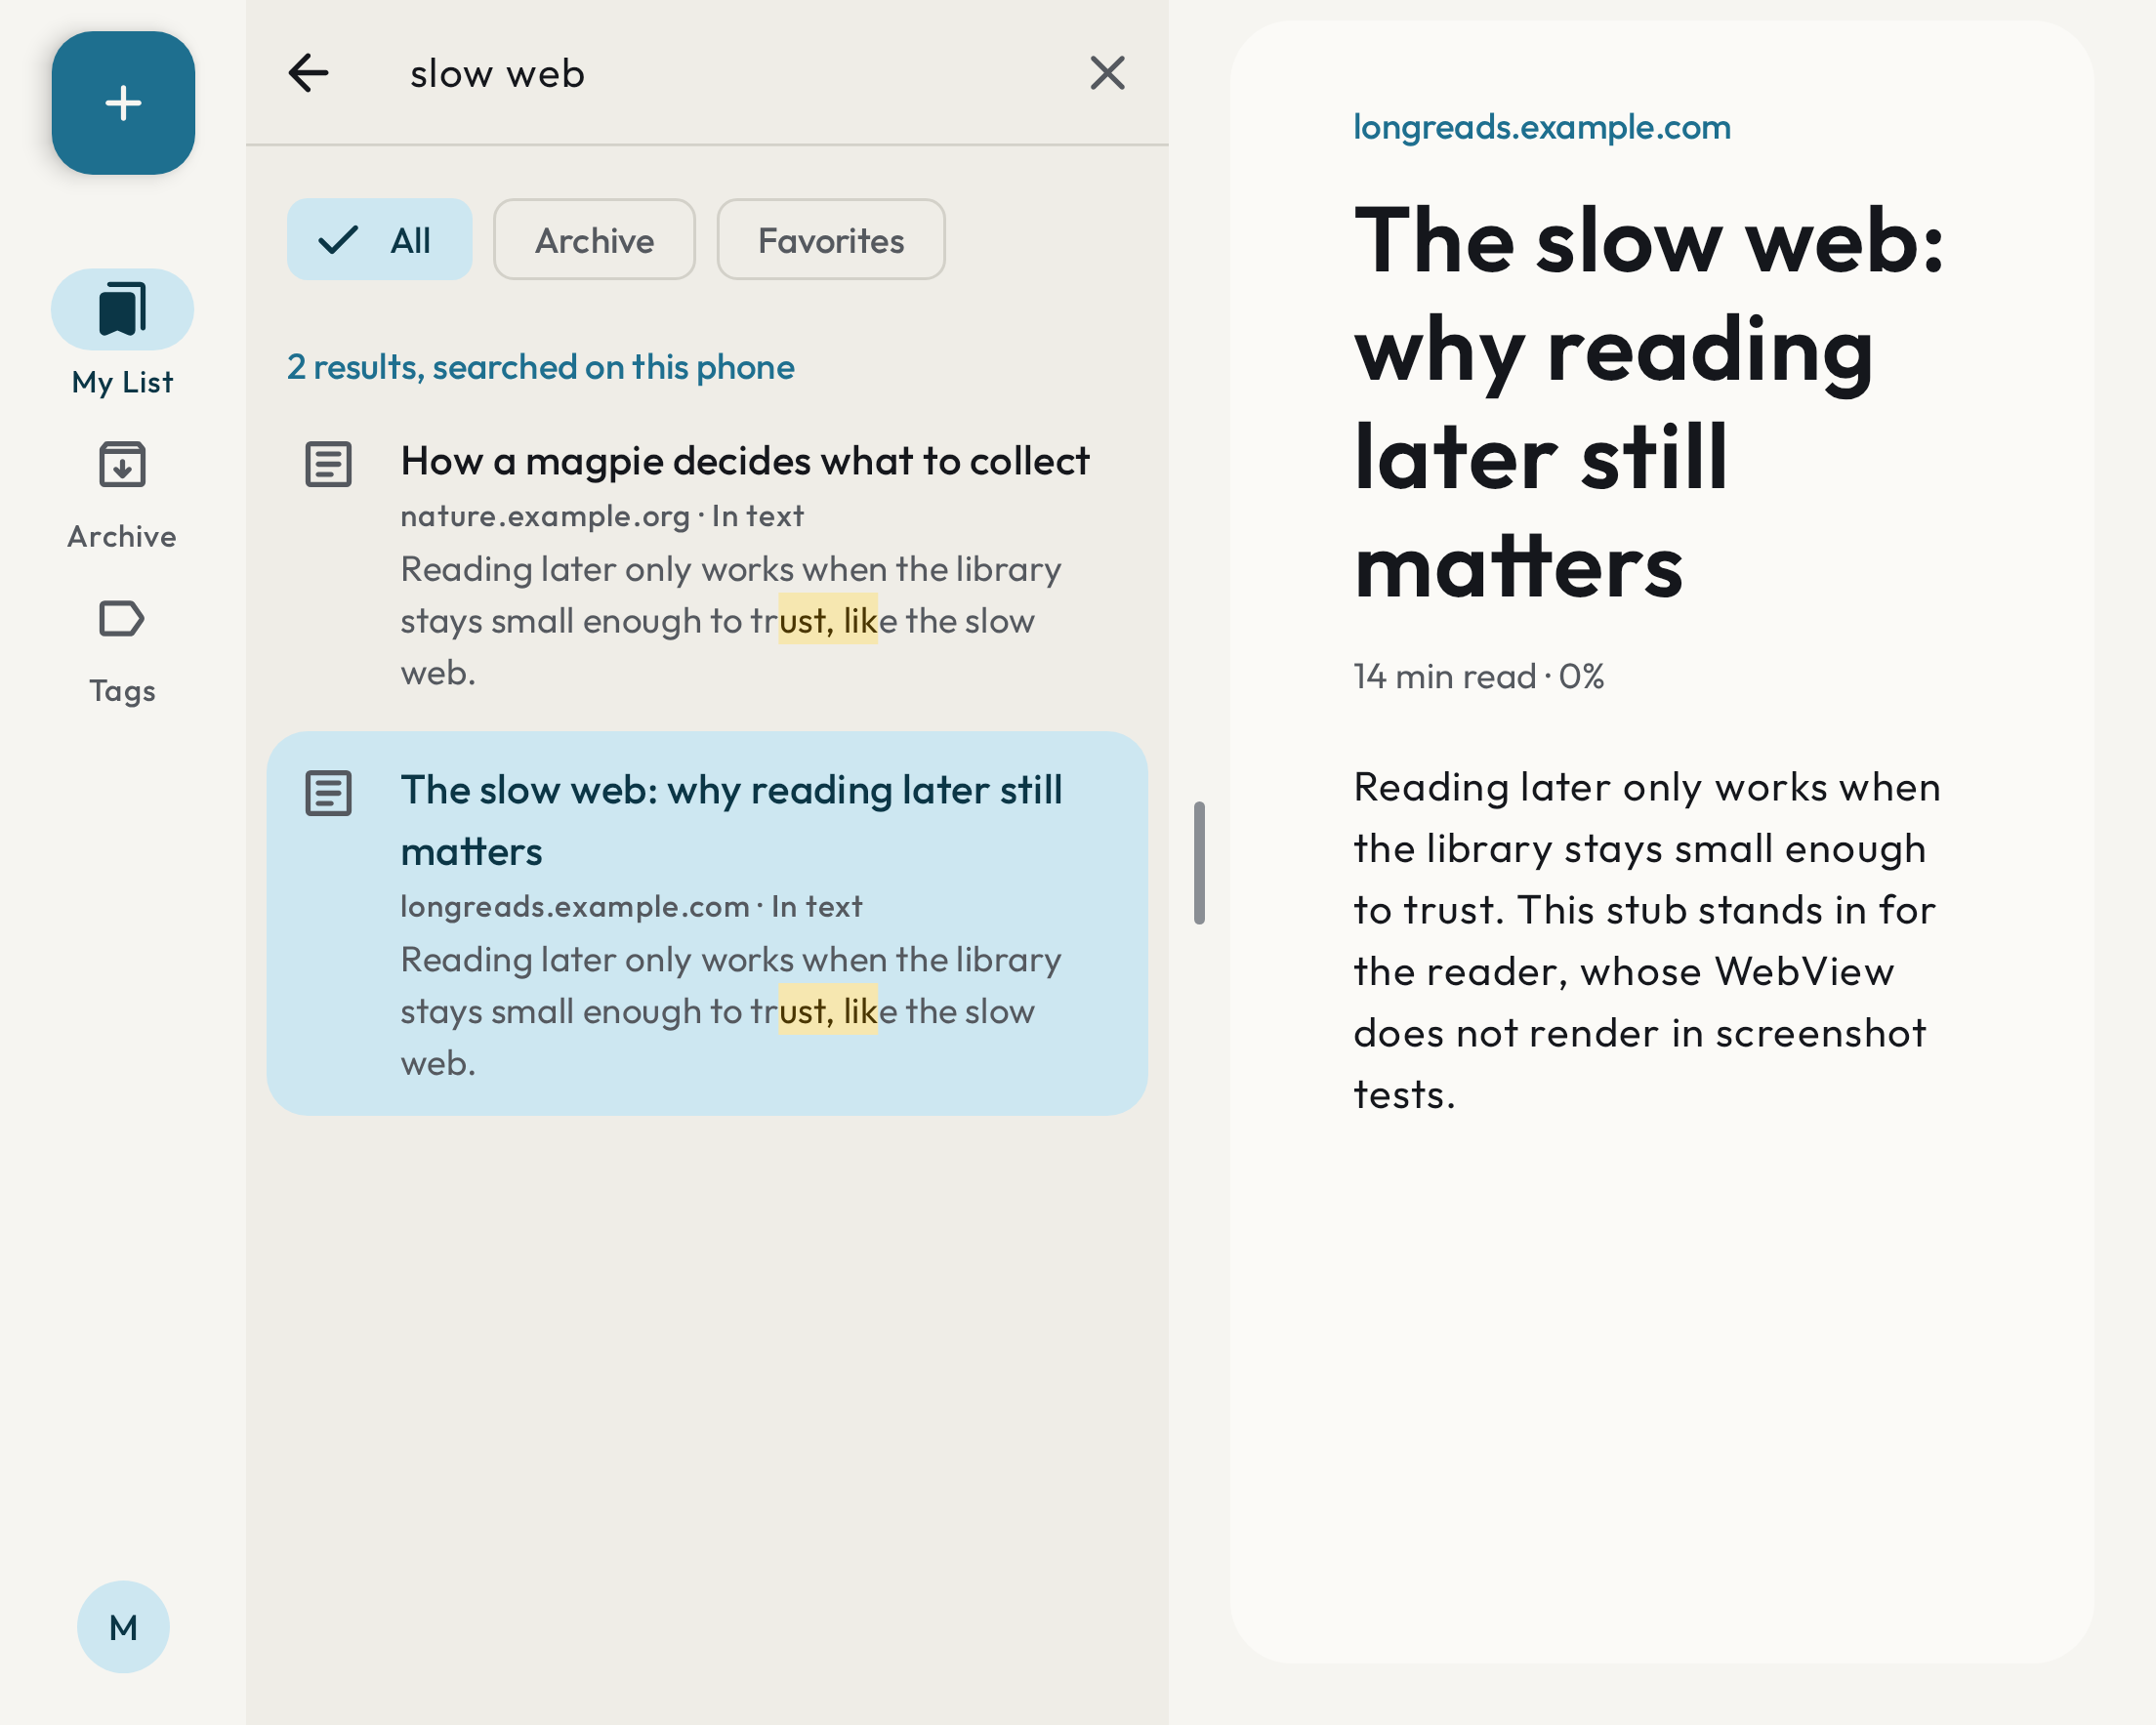 My List
Archive
Tags
M
slow web
All
Archive
Favorites
2 results, searched on this phone
How a magpie decides what to collect
nature.example.org · In text
Reading later only works when the library
stays small enough to trust, like the slow
web.
The slow web: why reading later still
matters
longreads.example.com · In text
Reading later only works when the library
stays small enough to trust, like the slow
web.
longreads.example.com
The slow web:
why reading
later still
matters
14 min read · 0%
Reading later only works when
the library stays small enough
to trust. This stub stands in for
the reader, whose WebView
does not render in screenshot
tests.